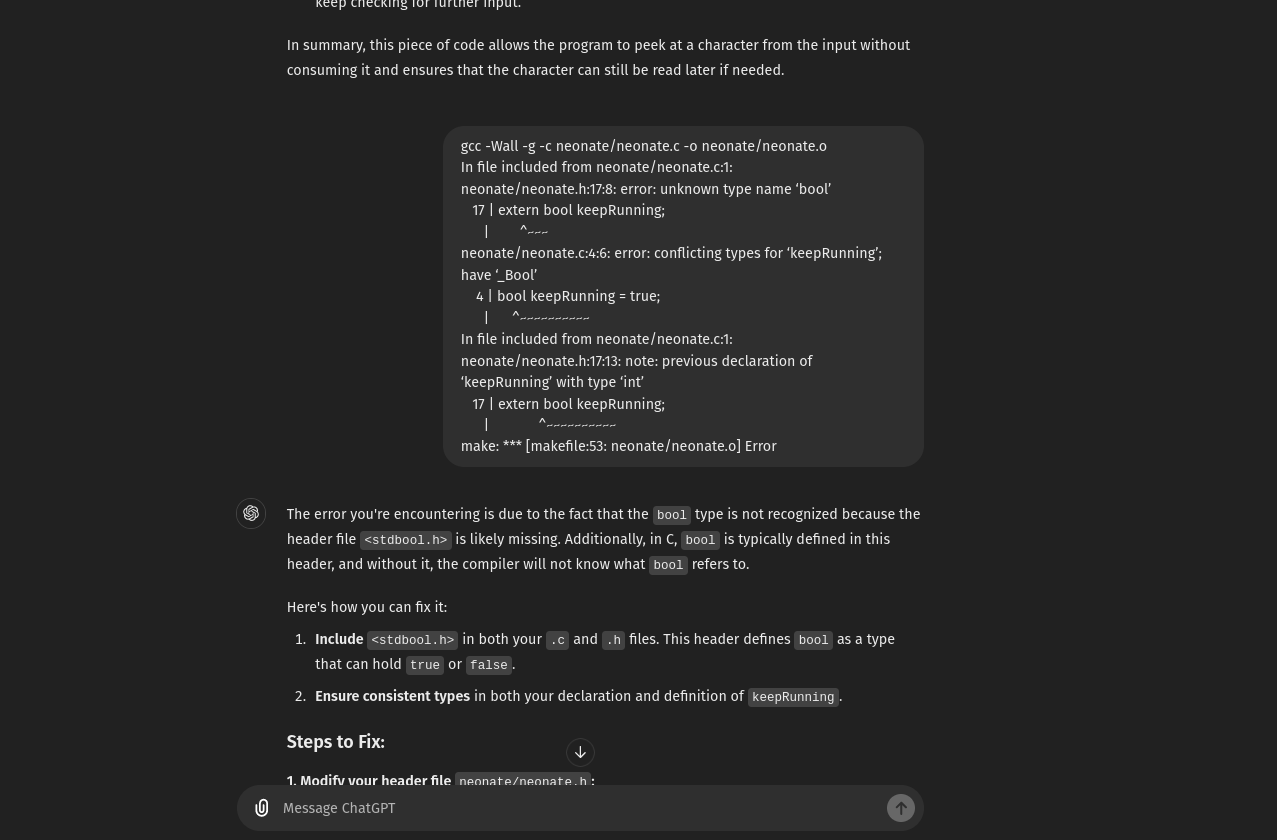 keep checking for further input.
In summary, this piece of code allows the program to peek at a character from the input without
consuming it and ensures that the character can still be read later if needed.
gcc -Wall -g -c neonate/neonate.c -o neonate/neonate.o
In file included from neonate/neonate.c:1:
neonate/neonate.h:17:8: error: unknown type name ‘bool’
17 | extern bool keepRunning;
| ^~~~
neonate/neonate.c:4:6: error: conflicting types for ‘keepRunning’;
have ‘_Bool’
4 | bool keepRunning = true;
| ^~~~~~~~~~~
In file included from neonate/neonate.c:1:
neonate/neonate.h:17:13: note: previous declaration of
‘keepRunning’ with type ‘int’
17 | extern bool keepRunning;
| ^~~~~~~~~~~
make: *** [makefile:53: neonate/neonate.o] Error
The error you're encountering is due to the fact that the bool type is not recognized because the
header file <stdbool.h> is likely missing. Additionally, in C, bool is typically defined in this
header, and without it, the compiler will not know what bool refers to.
Here's how you can fix it:
1. Include <stdbool.h> in both your .c and .h files. This header defines bool as a type
that can hold true or false.
2. Ensure consistent types in both your declaration and definition of keepRunning.
Steps to Fix:
1. Modify your header file neonate/neonate.h:
Message ChatGPT